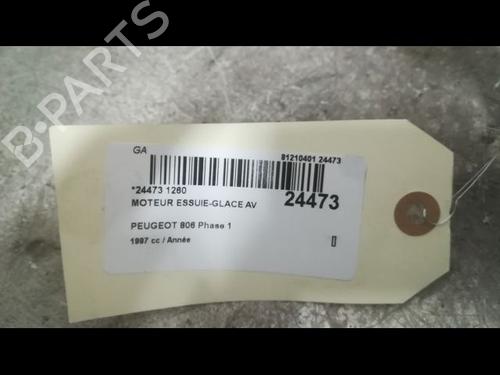 B-PARTS
GA
81210401 24473
*24473 1260
MOTEUR ESSUIE-GLACE AV
24473
PEUGEOT 806 Phase 1
1997 cc / Année